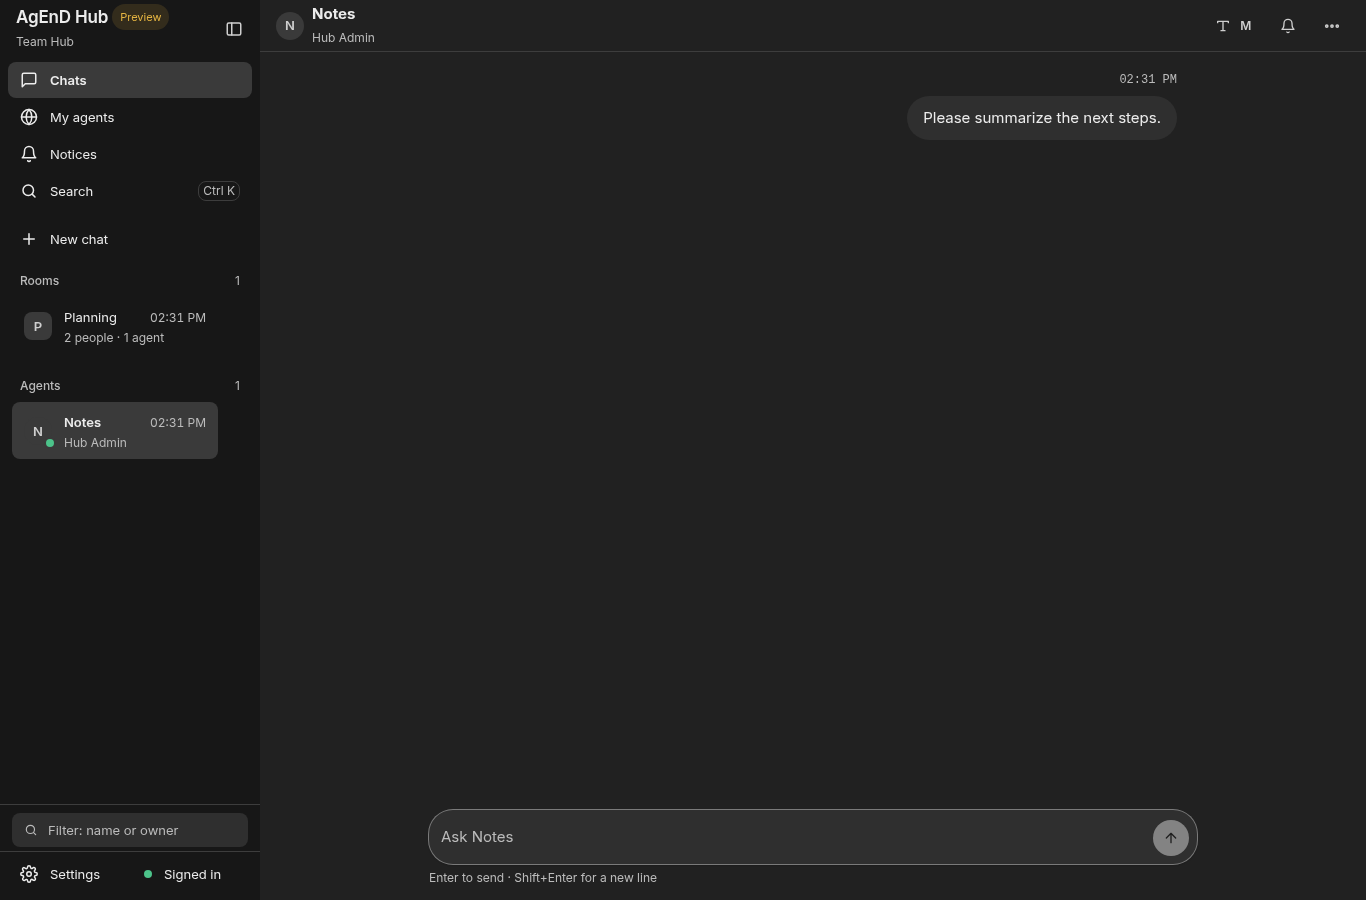 AgEnD Hub Preview
Team Hub
Chats
My agents
Notices
Search Ctrl K
New chat
Rooms 1
P Planning 02:31 PM
2 people · 1 agent
Agents 1
N Notes 02:31 PM
Hub Admin
Filter: name or owner
Settings Signed in
N Notes
Hub Admin
T M
02:31 PM
Please summarize the next steps.
Ask Notes
Enter to send · Shift+Enter for a new line